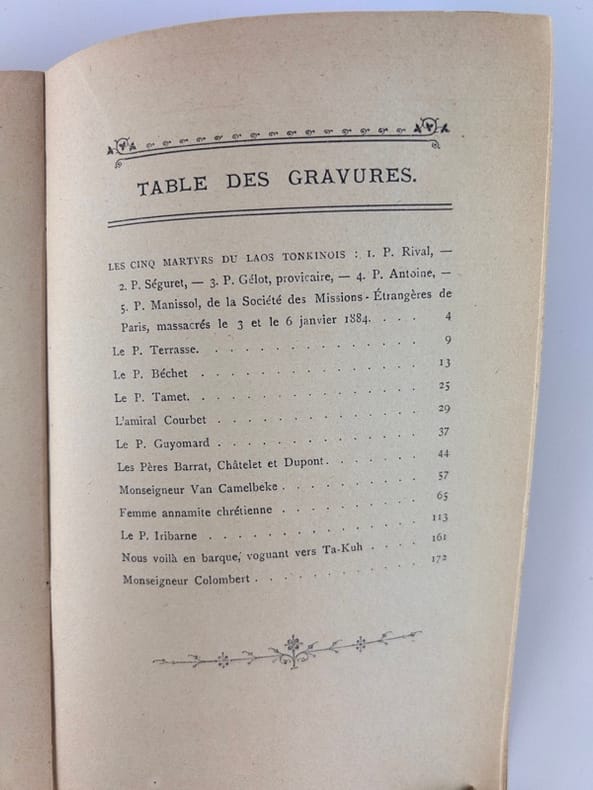 TABLE DES GRAVURES.
LES CINQ MARTYRS DU LAOS TONKINOIS : 1. P. Rival, —
2. P. Séguret, — 3. P. Gélot, provicaire, — 4. P. Antoine, —
5. P. Manissol, de la Société des Missions-Étrangères de
Paris, massacrés le 3 et le 6 janvier 1884. . . . 4
Le P. Terrasse. . . . . . . . . . . . . . 9
Le P. Béchet . . . . . . . . . . . . . . 13
Le P. Tamet. . . . . . . . . . . . . . . 25
L'amiral Courbet . . . . . . . . . . . . . 29
Le P. Guyomard . . . . . . . . . . . . . 37
Les Pères Barrat, Châtelet et Dupont. . . . . . . 44
Monseigneur Van Camelbeke . . . . . . . . . 57
Femme annamite chrétienne . . . . . . . . . 65
Le P. Iribarne . . . . . . . . . . . . . 113
Nous voilà en barque, voguant vers Ta-Kuh . . . . 161
Monseigneur Colombert . . . . . . . . . . . 172